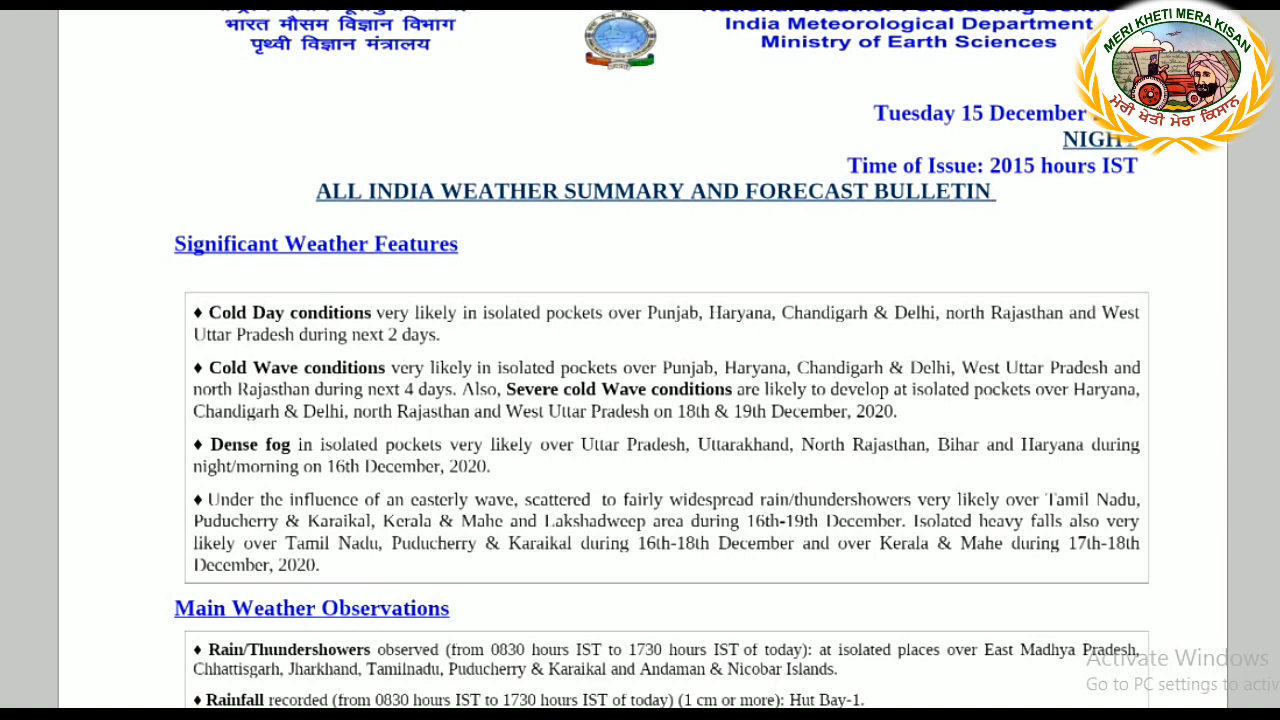 भारत मौसम विज्ञान विभाग
पृथ्वी विज्ञान मंत्रालय
National Weather Forecasting Centre
India Meteorological Department
Ministry of Earth Sciences
MERI KHETI MERA KISAN
ਮੇਰੀ ਖੇਤੀ ਮੇਰਾ ਕਿਸਾਨ
Tuesday 15 December
NIGHT
Time of Issue: 2015 hours IST
ALL INDIA WEATHER SUMMARY AND FORECAST BULLETIN
Significant Weather Features
♦ Cold Day conditions very likely in isolated pockets over Punjab, Haryana, Chandigarh & Delhi, north Rajasthan and West
Uttar Pradesh during next 2 days.
♦ Cold Wave conditions very likely in isolated pockets over Punjab, Haryana, Chandigarh & Delhi, West Uttar Pradesh and
north Rajasthan during next 4 days. Also, Severe cold Wave conditions are likely to develop at isolated pockets over Haryana,
Chandigarh & Delhi, north Rajasthan and West Uttar Pradesh on 18th & 19th December, 2020.
♦ Dense fog in isolated pockets very likely over Uttar Pradesh, Uttarakhand, North Rajasthan, Bihar and Haryana during
night/morning on 16th December, 2020.
♦ Under the influence of an easterly wave, scattered to fairly widespread rain/thundershowers very likely over Tamil Nadu,
Puducherry & Karaikal, Kerala & Mahe and Lakshadweep area during 16th-19th December. Isolated heavy falls also very
likely over Tamil Nadu, Puducherry & Karaikal during 16th-18th December and over Kerala & Mahe during 17th-18th
December, 2020.
Main Weather Observations
♦ Rain/Thundershowers observed (from 0830 hours IST to 1730 hours IST of today): at isolated places over East Madhya Pradesh,
Chhattisgarh, Jharkhand, Tamilnadu, Puducherry & Karaikal and Andaman & Nicobar Islands.
♦ Rainfall recorded (from 0830 hours IST to 1730 hours IST of today) (1 cm or more): Hut Bay-1.
Activate Windows
Go to PC settings to activ